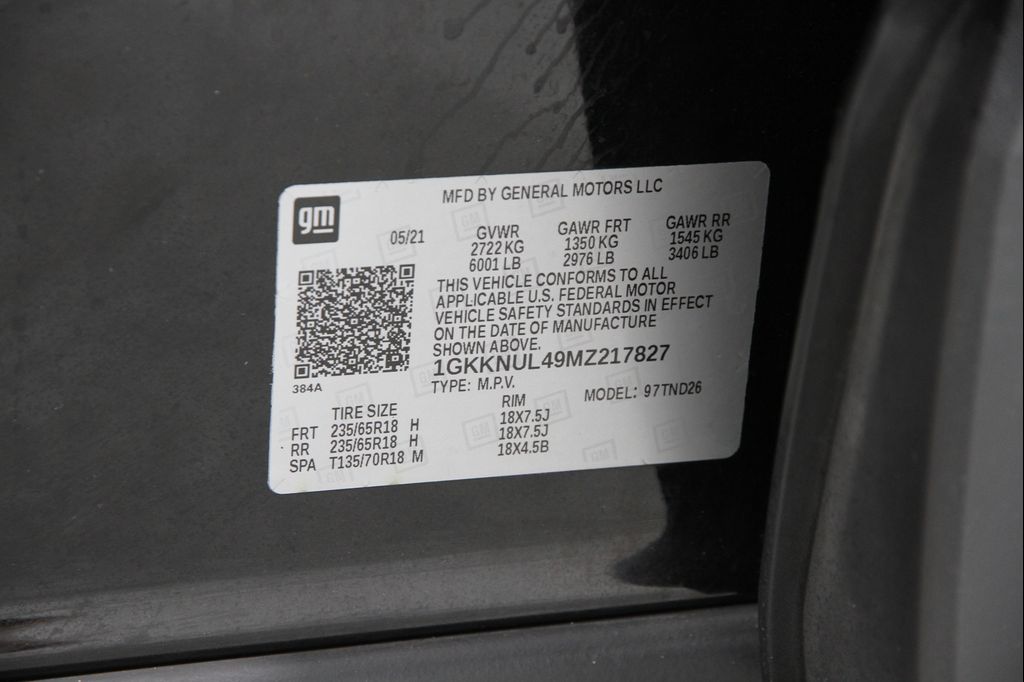 MFD BY GENERAL MOTORS LLC
gm
05/21 GVWR GAWR FRT GAWR RR
2722 KG 1350 KG 1545 KG
6001 LB 2976 LB 3406 LB
THIS VEHICLE CONFORMS TO ALL
APPLICABLE U.S. FEDERAL MOTOR
VEHICLE SAFETY STANDARDS IN EFFECT
ON THE DATE OF MANUFACTURE
SHOWN ABOVE.
1GKKNUL49MZ217827
384A
TYPE: M.P.V. MODEL: 97TND26
TIRE SIZE RIM
FRT 235/65R18 H 18X7.5J
RR 235/65R18 H 18X7.5J
SPA T135/70R18 M 18X4.5B